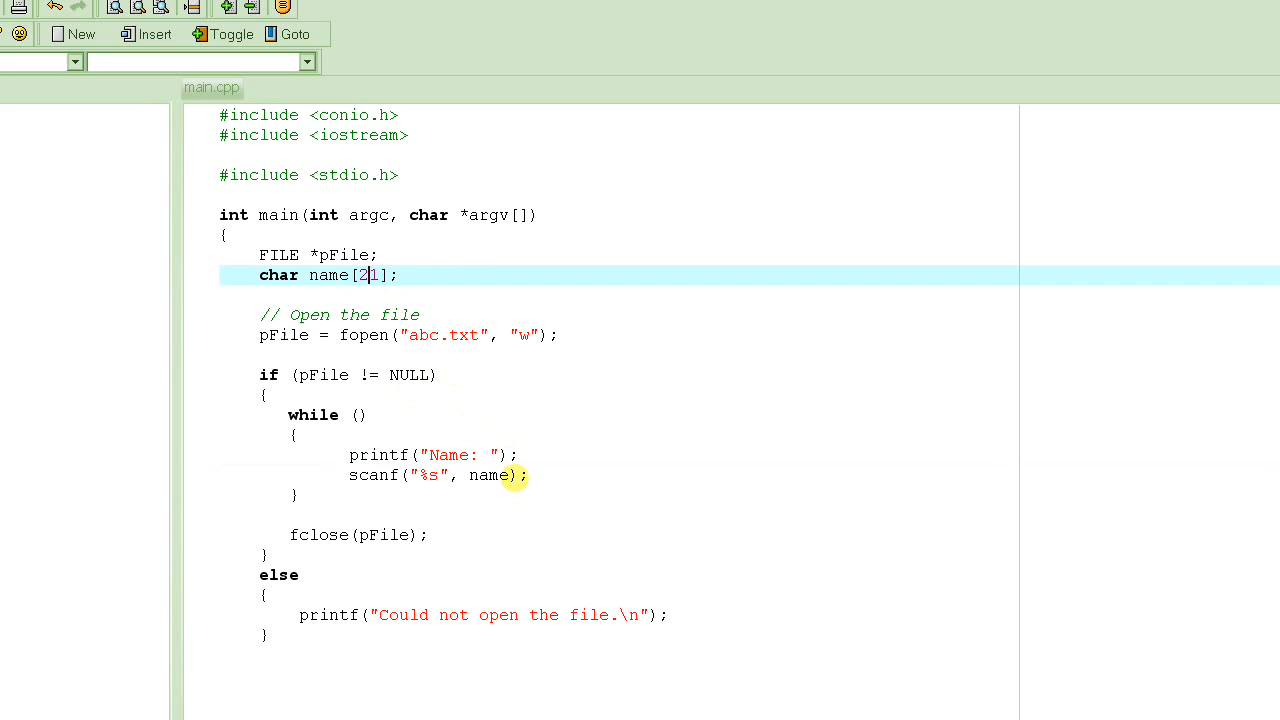 New Insert Toggle Goto
main.cpp
#include <conio.h>
#include <iostream>
#include <stdio.h>
int main(int argc, char *argv[])
{
FILE *pFile;
char name[21];
// Open the file
pFile = fopen("abc.txt", "w");
if (pFile != NULL)
{
while ()
{
printf("Name: ");
scanf("%s", name);
}
fclose(pFile);
}
else
{
printf("Could not open the file.\n");
}